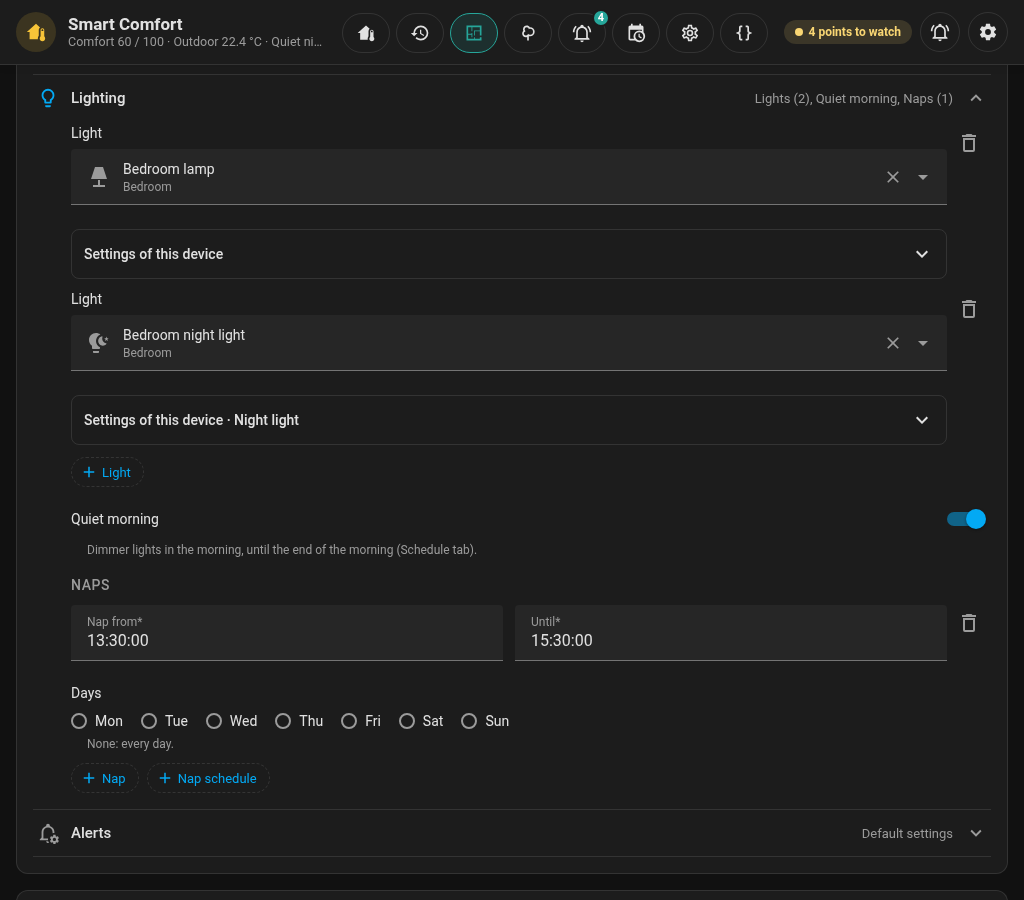 Smart Comfort
Comfort 60 / 100 · Outdoor 22.4 °C · Quiet ni…
4
4 points to watch
Lighting
Lights (2), Quiet morning, Naps (1)
Light
Bedroom lamp
Bedroom
Settings of this device
Light
Bedroom night light
Bedroom
Settings of this device · Night light
+ Light
Quiet morning
Dimmer lights in the morning, until the end of the morning (Schedule tab).
NAPS
Nap from*
13:30:00
Until*
15:30:00
Days
Mon Tue Wed Thu Fri Sat Sun
None: every day.
+ Nap + Nap schedule
Alerts
Default settings